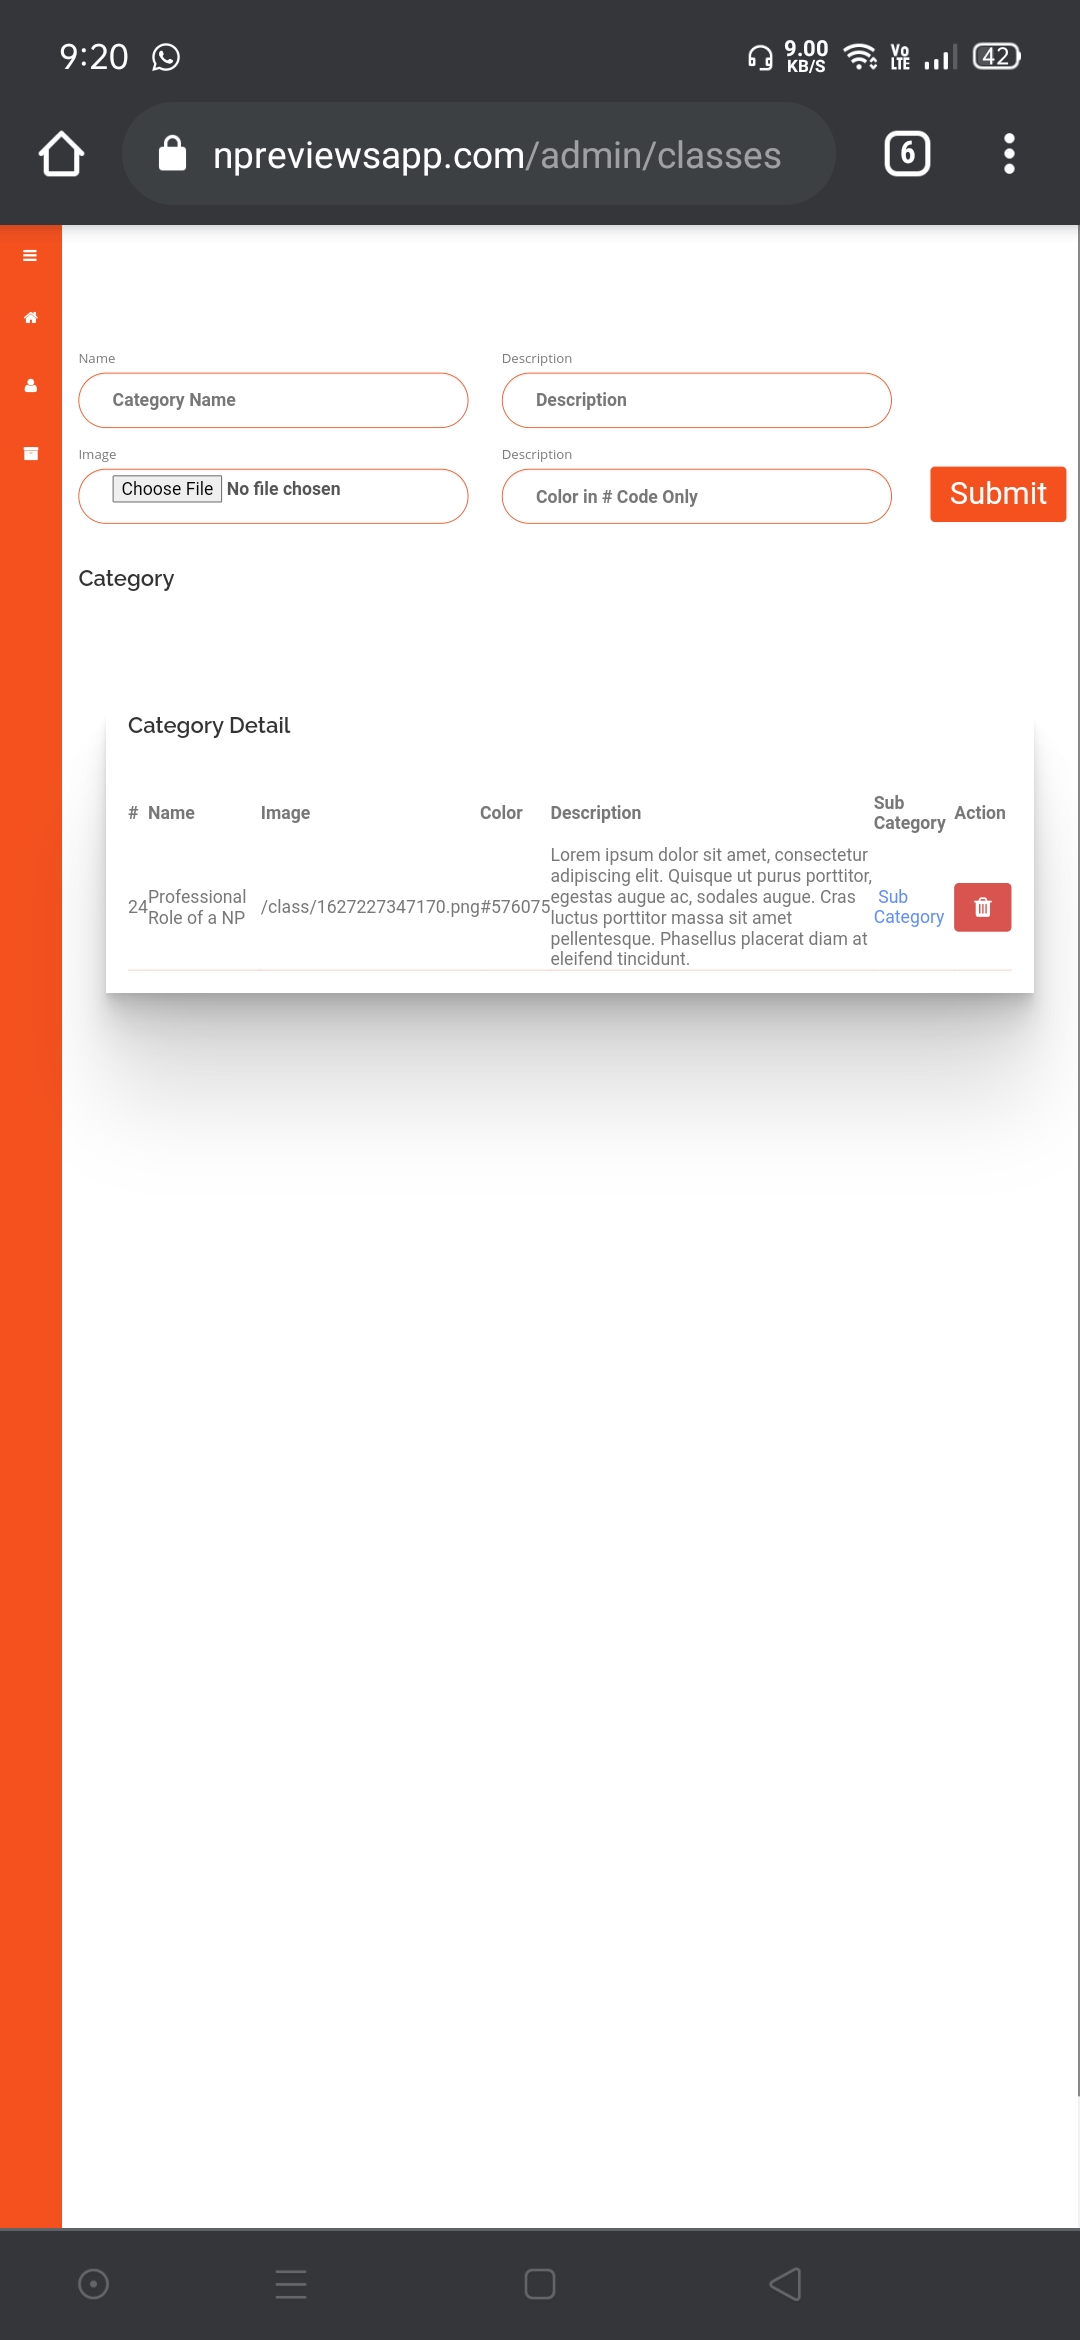 9:20 9.00 KB/S Vo LTE 42
npreviewsapp.com/admin/classes 6
Name Description
Category Name Description
Image Description
Choose File No file chosen Color in # Code Only Submit
Category
Category Detail
# Name Image Color Description Sub Category Action
24 Professional Role of a NP /class/1627227347170.png #576075
Lorem ipsum dolor sit amet, consectetur
adipiscing elit. Quisque ut purus porttitor,
egestas augue ac, sodales augue. Cras
luctus porttitor massa sit amet
pellentesque. Phasellus placerat diam at
eleifend tincidunt.
Sub
Category